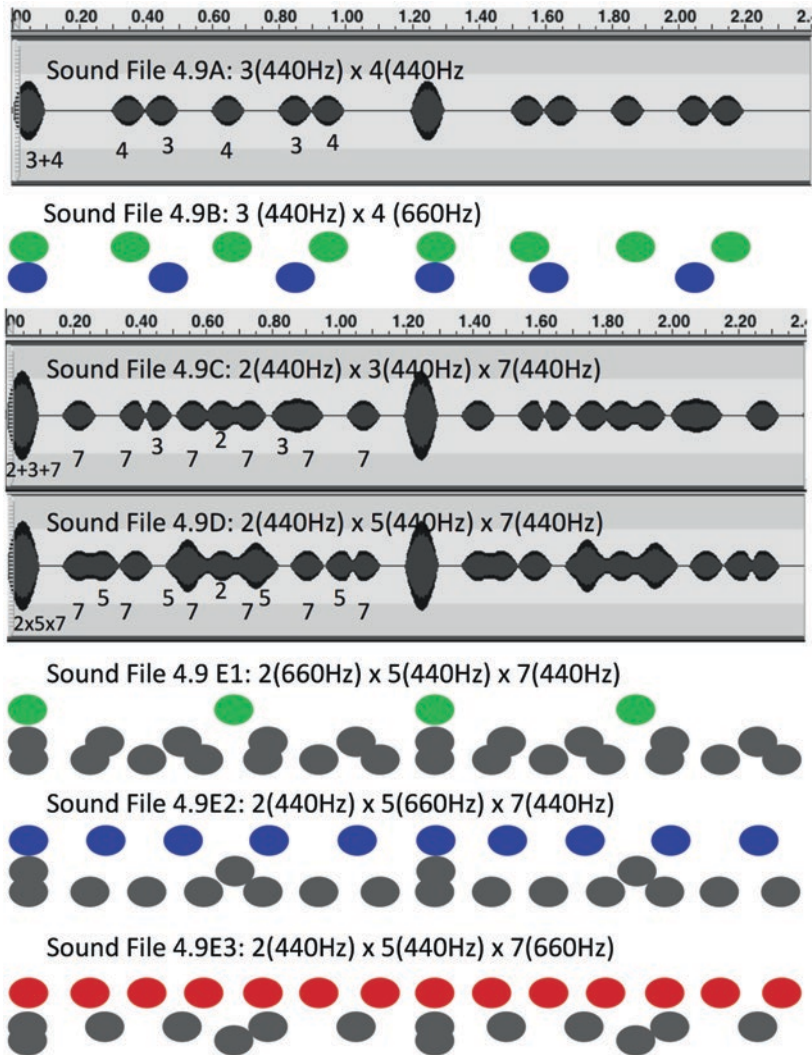 .00 0.20 0.40 0.60 0.80 1.00 1.20 1.40 1.60 1.80 2.00 2.20 2.4
Sound File 4.9A: 3(440Hz) x 4(440Hz
3+4 4 3 4 3 4
Sound File 4.9B: 3 (440Hz) x 4 (660Hz)
.00 0.20 0.40 0.60 0.80 1.00 1.20 1.40 1.60 1.80 2.00 2.20
Sound File 4.9C: 2(440Hz) x 3(440Hz) x 7(440Hz)
2+3+7 7 7 3 7 2 7 3 7 7
Sound File 4.9D: 2(440Hz) x 5(440Hz) x 7(440Hz)
2x5x7 7 5 7 5 7 2 7 5 7 5 7
Sound File 4.9 E1: 2(660Hz) x 5(440Hz) x 7(440Hz)
Sound File 4.9E2: 2(440Hz) x 5(660Hz) x 7(440Hz)
Sound File 4.9E3: 2(440Hz) x 5(440Hz) x 7(660Hz)